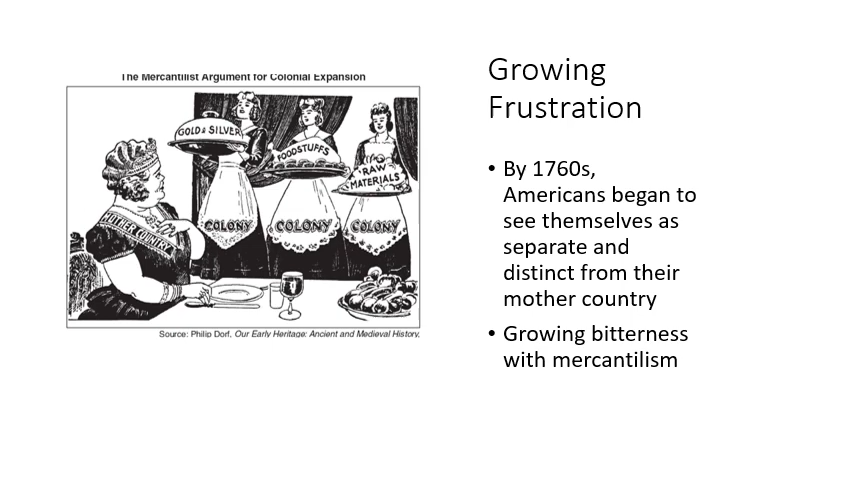 The Mercantilist Argument for Colonial Expansion
GOLD & SILVER
FOODSTUFFS
RAW
MATERIALS
MOTHER COUNTRY
COLONY
COLONY
COLONY
Source: Philip Dorf, Our Early Heritage: Ancient and Medieval History,
Growing
Frustration
• By 1760s,
Americans began to
see themselves as
separate and
distinct from their
mother country
• Growing bitterness
with mercantilism